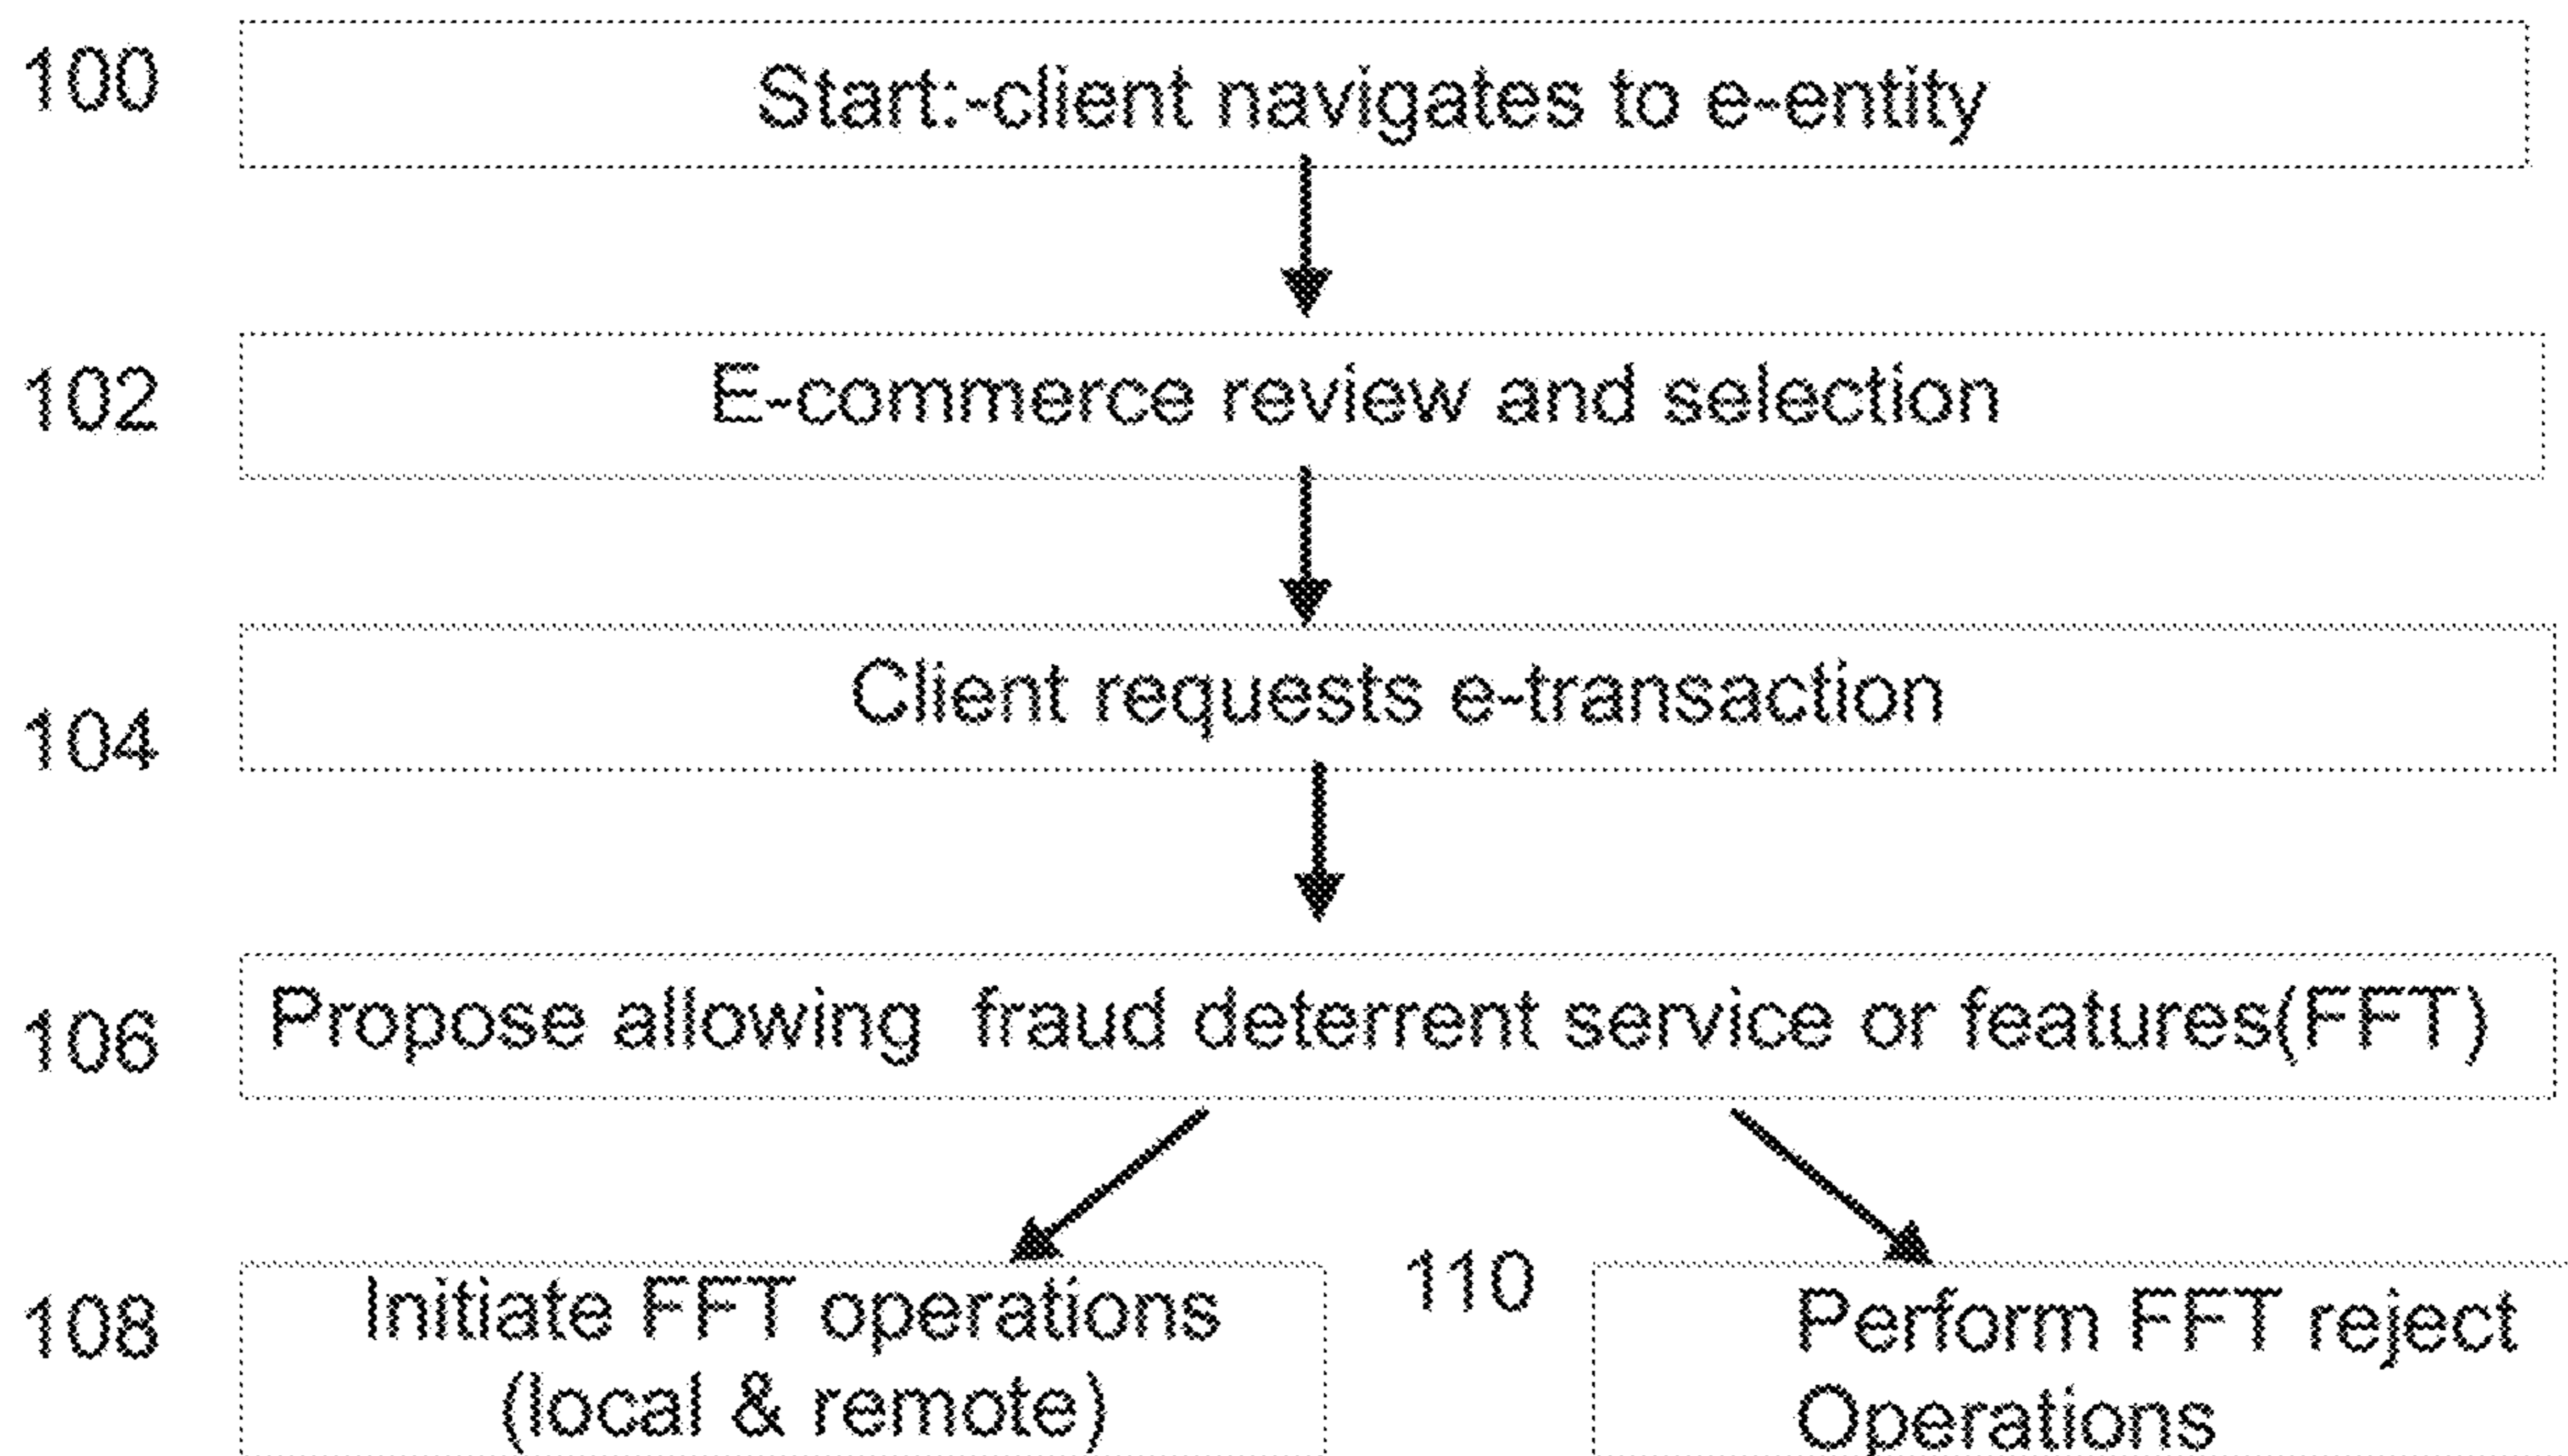 100 Start:-client navigates to e-entity
102 E-commerce review and selection
104 Client requests e-transaction
106 Propose allowing fraud deterrent service or features(FFT)
108 Initiate FFT operations
(local & remote)
110 Perform FFT reject
Operations